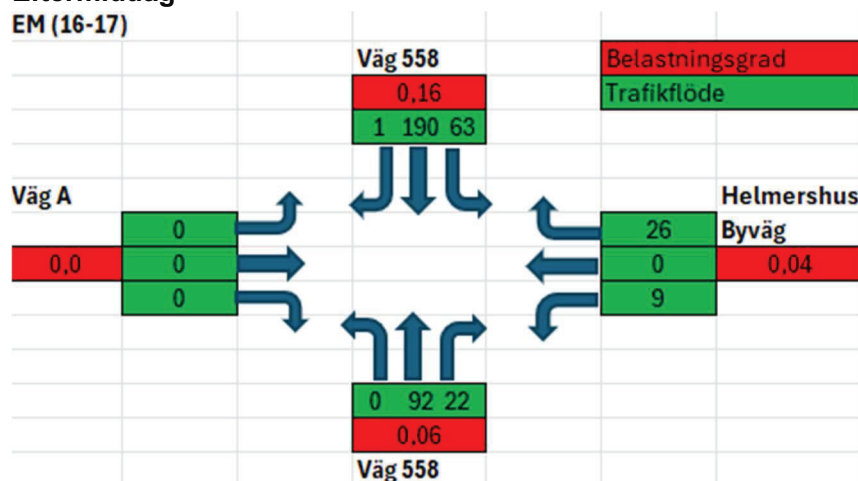 EM (16-17)
Väg 558
Belastningsgrad
0,16
Trafikflöde
1 190 63
Väg A
Helmershus
0
26
Byväg
0,0
0
0
0,04
0
9
0 92 22
0.06
Väg 558